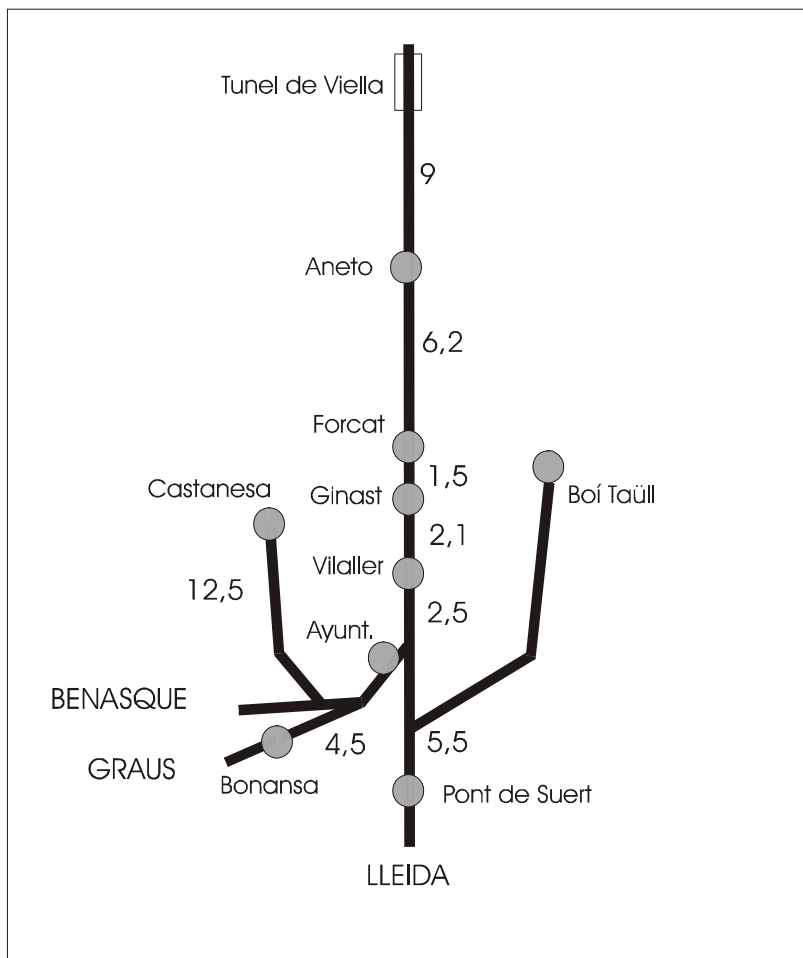 Tunel de Viella
9
Aneto
6,2
Forcat
1,5
Boí Taüll
Castanesa
Ginast
2,1
Vilaller
12,5
2,5
Ayunt.
BENASQUE
4,5
5,5
GRAUS
Bonansa
Pont de Suert
LLEIDA